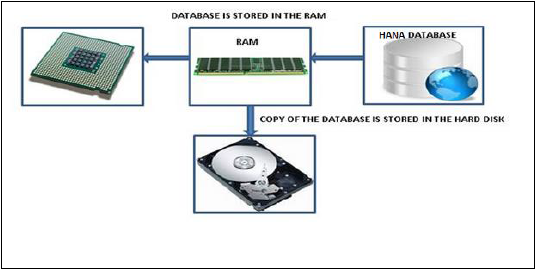 DATABASE IS STORED IN THE RAM
RAM
HANA DATABASE
COPY OF THE DATABASE IS STORED IN THE HARD DISK